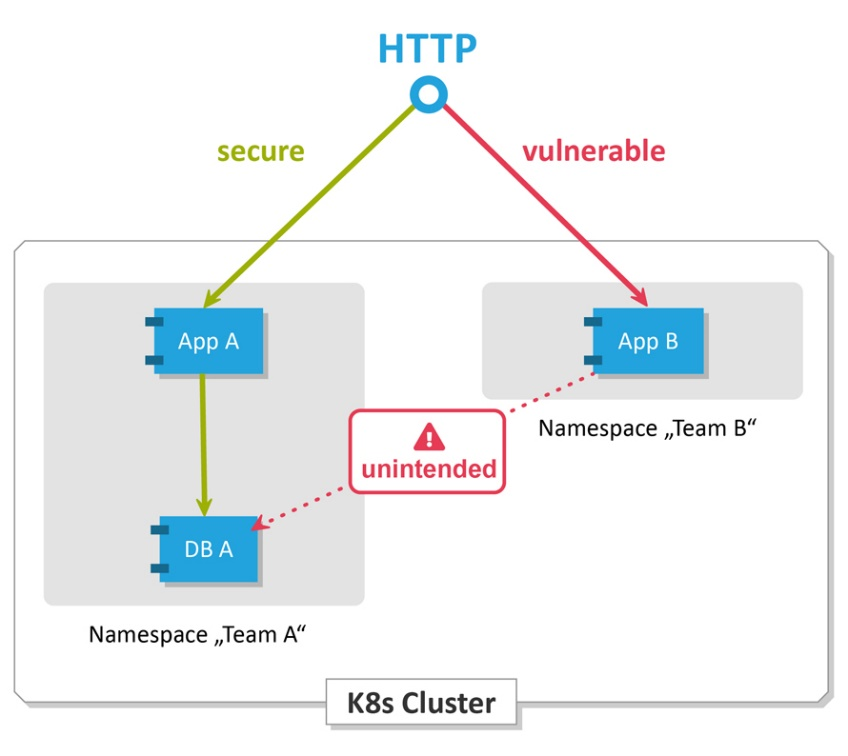 HTTP
secure
vulnerable
App A
App B
Namespace „Team B“
unintended
DB A
Namespace „Team A“
K8s Cluster